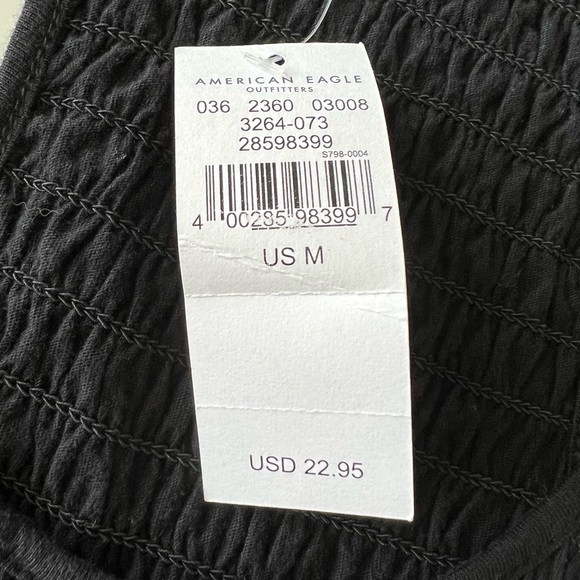 AMERICAN EAGLE
OUTFITTERS
036 2360 03008
3264-073
28598399
S798-0004
4 00285 98399 7
US M
USD 22.95